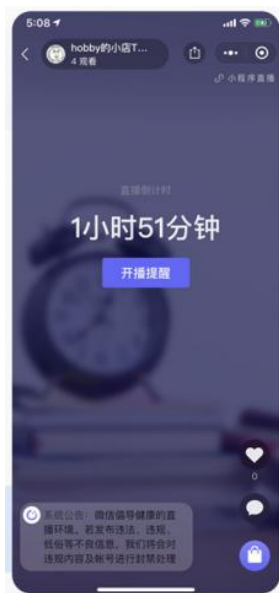 5:08
hobby的小店T...
4 观看
小程序直播
直播倒计时
1小时51分钟
开播提醒
0
系统公告：微信倡导健康的直
播环境。若发布违法、违规、
低俗等不良信息，我们将会对
违规内容及帐号进行封禁处理